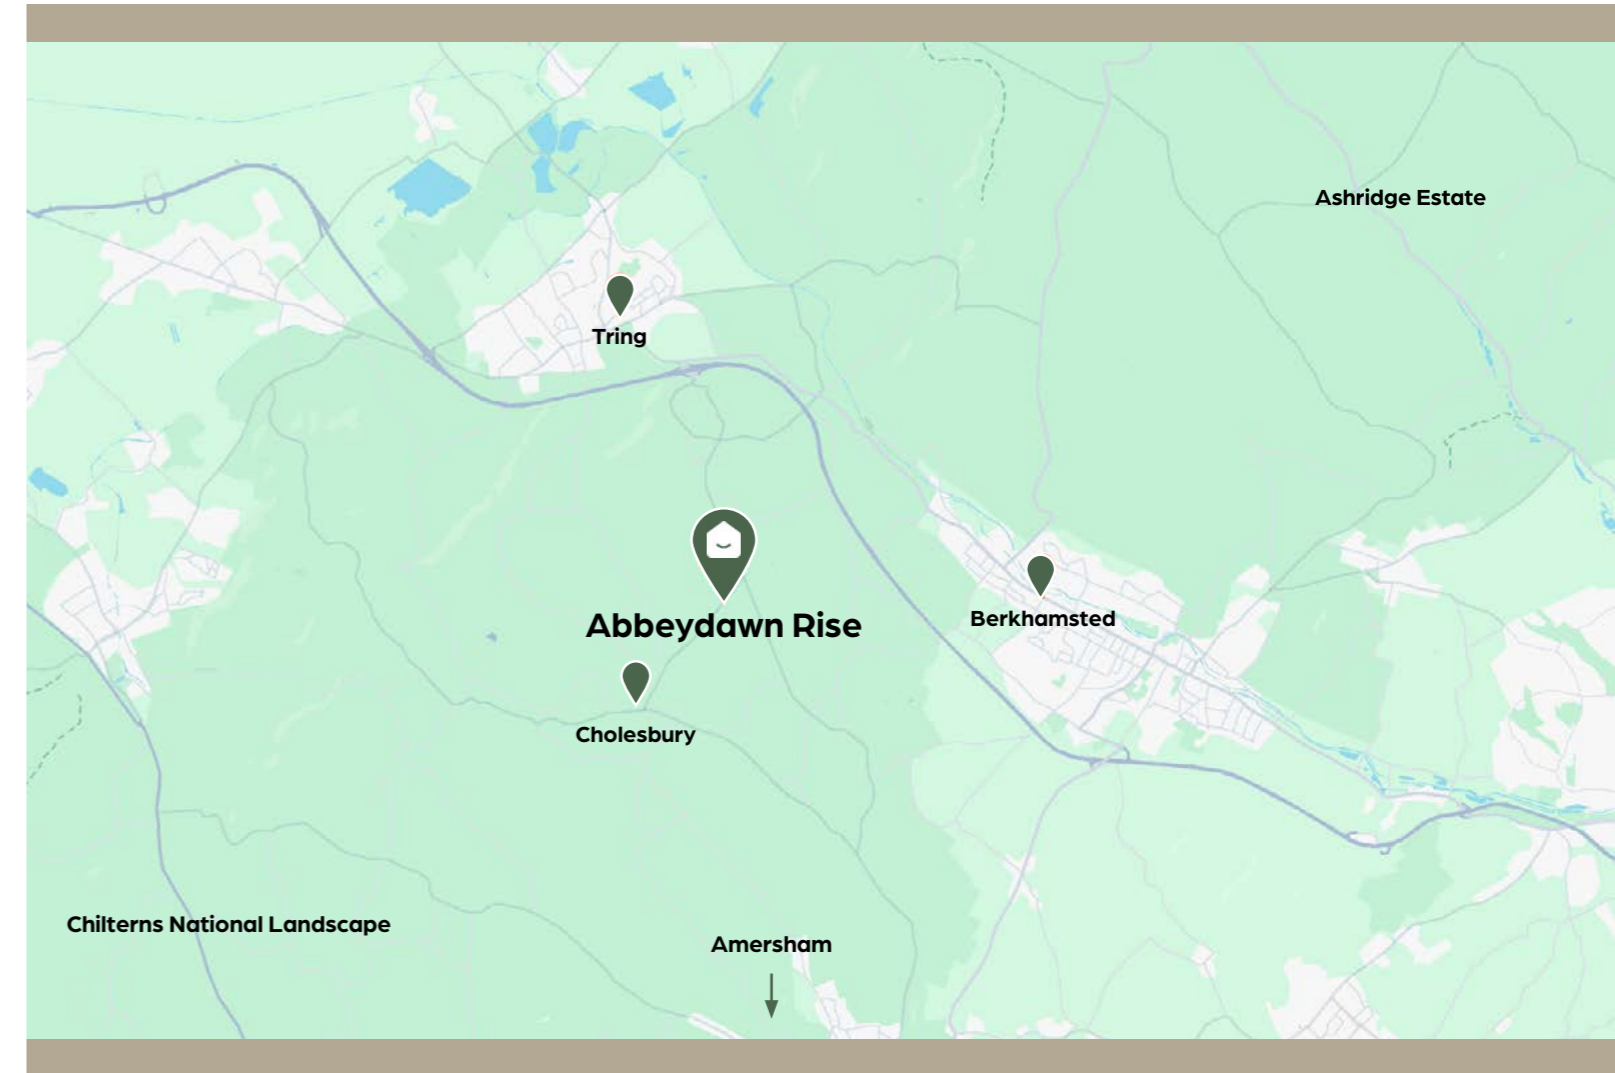 Ashridge Estate
Tring
Abbeydawn Rise
Berkhamsted
Cholesbury
Chilterns National Landscape
Amersham